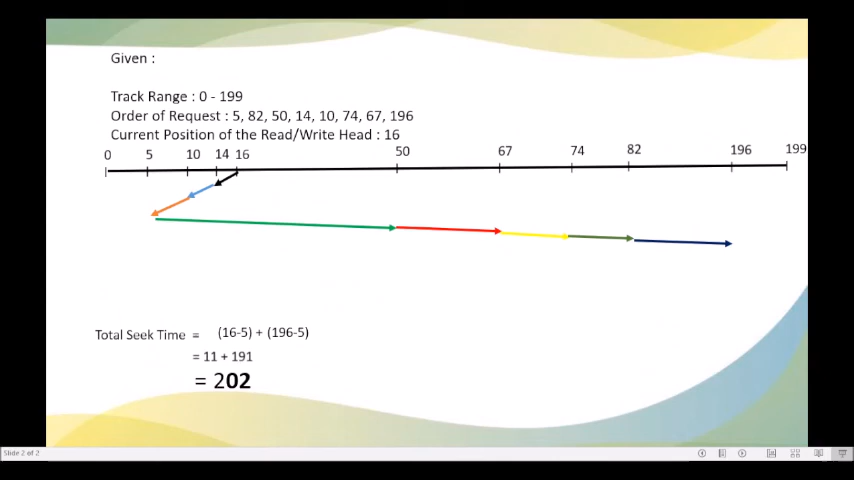 Given :
Track Range : 0 - 199
Order of Request : 5, 82, 50, 14, 10, 74, 67, 196
Current Position of the Read/Write Head : 16
0 5 10 14 16 50 67 74 82 196 199
Total Seek Time = (16-5) + (196-5)
= 11 + 191
= 202
Slide 2 of 2